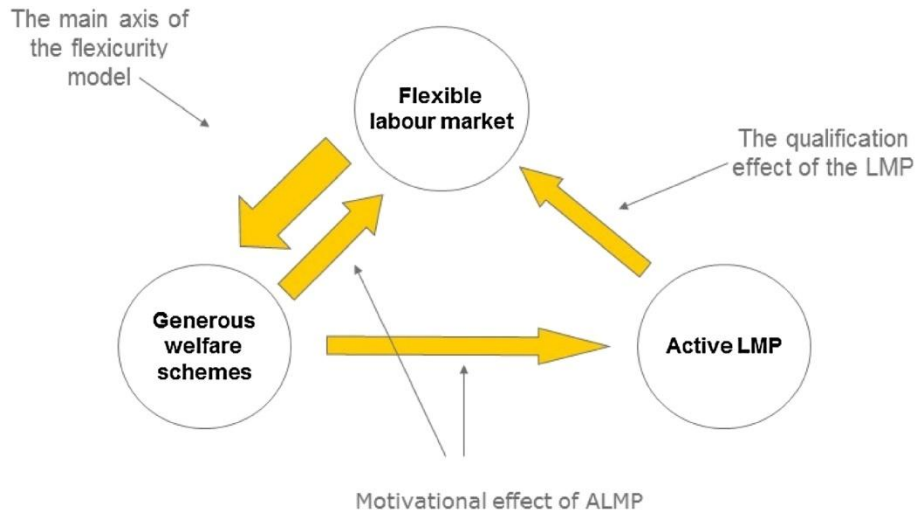 The main axis of
the flexicurity
model
Flexible
labour market
The qualification
effect of the LMP
Generous
welfare
schemes
Active LMP
Motivational effect of ALMP